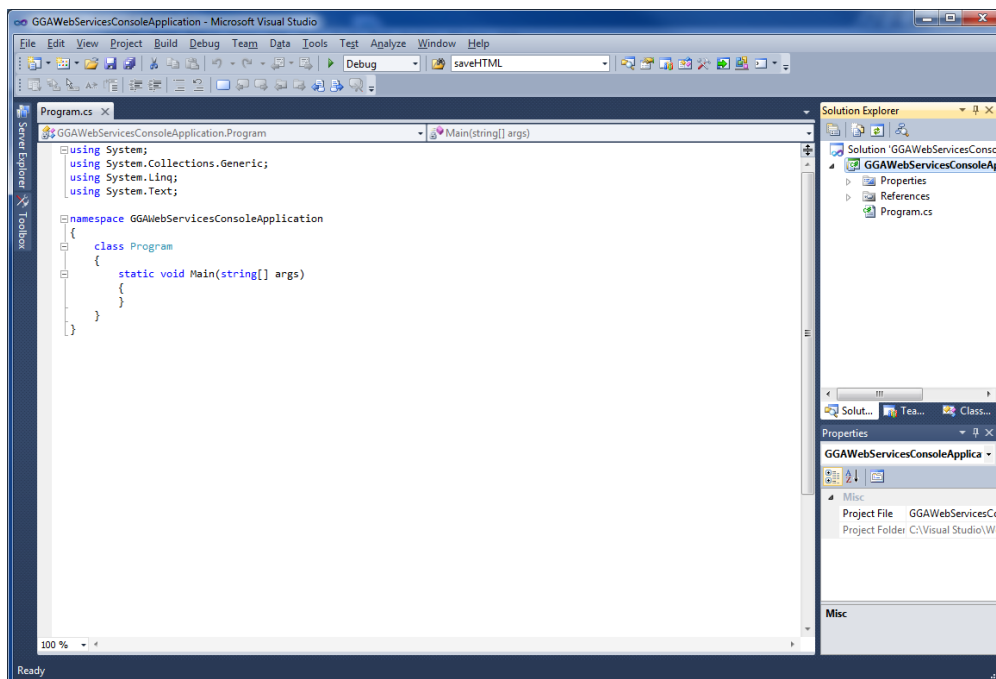 GGAWebServicesConsoleApplication - Microsoft Visual Studio
File Edit View Project Build Debug Team Data Tools Test Analyze Window Help
Debug saveHTML
Server Explorer
Toolbox
Program.cs
GGAWebServicesConsoleApplication.Program Main(string[] args)
using System;
using System.Collections.Generic;
using System.Linq;
using System.Text;
namespace GGAWebServicesConsoleApplication
{
class Program
{
static void Main(string[] args)
{
}
}
}
100 %
Solution Explorer
Solution 'GGAWebServicesConso
GGAWebServicesConsoleAp
Properties
References
Program.cs
Solut... Tea... Class...
Properties
GGAWebServicesConsoleApplica
Misc
Project File GGAWebServicesCo
Project Folder C:\Visual Studio\W
Misc
Ready